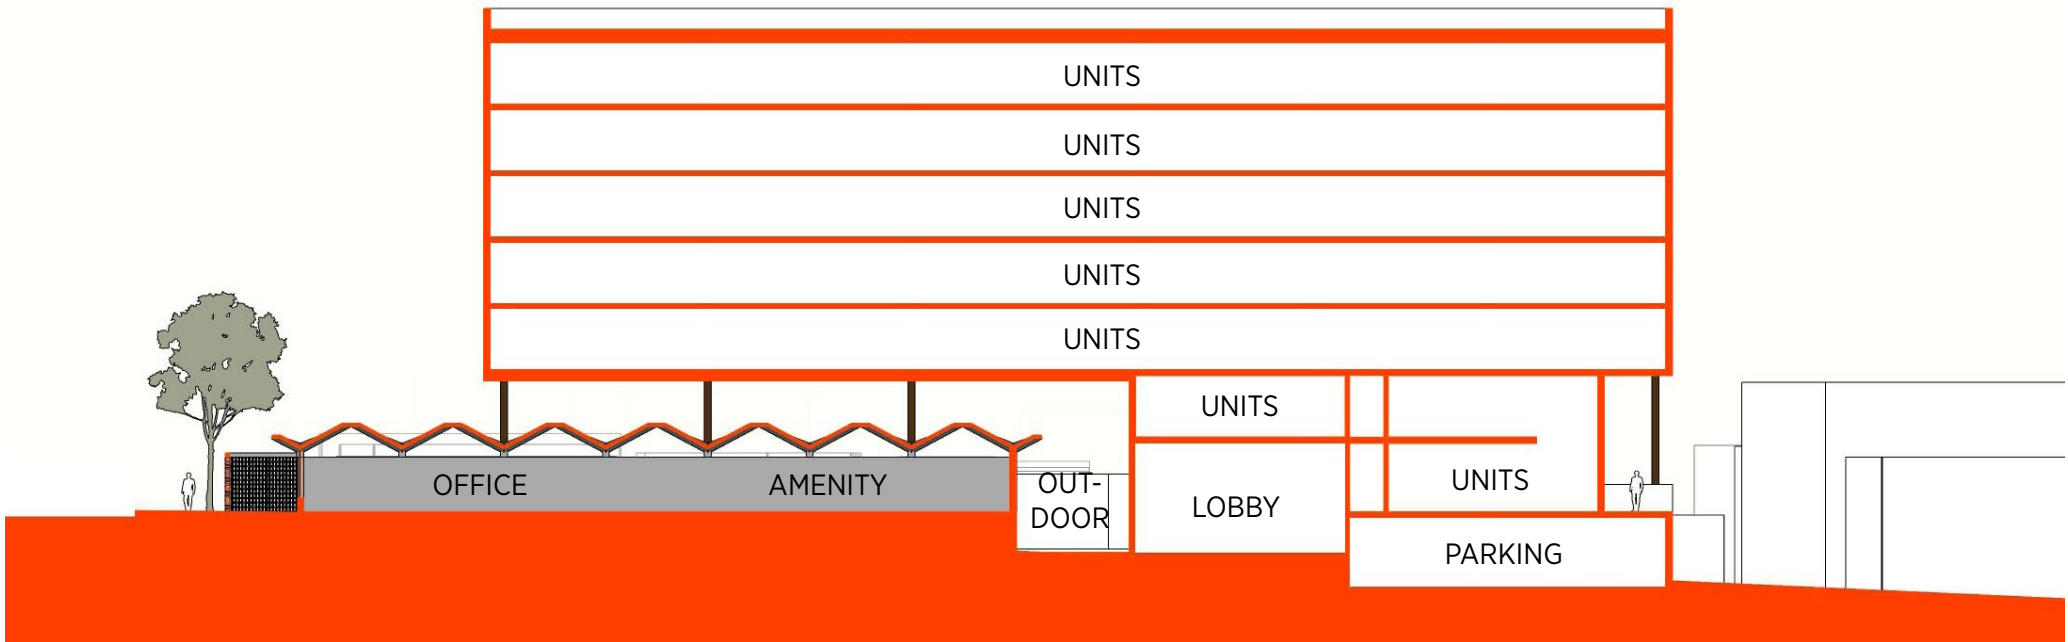 UNITS
UNITS
UNITS
UNITS
UNITS
UNITS
OFFICE
AMENITY
OUT-
DOOR
LOBBY
UNITS
PARKING